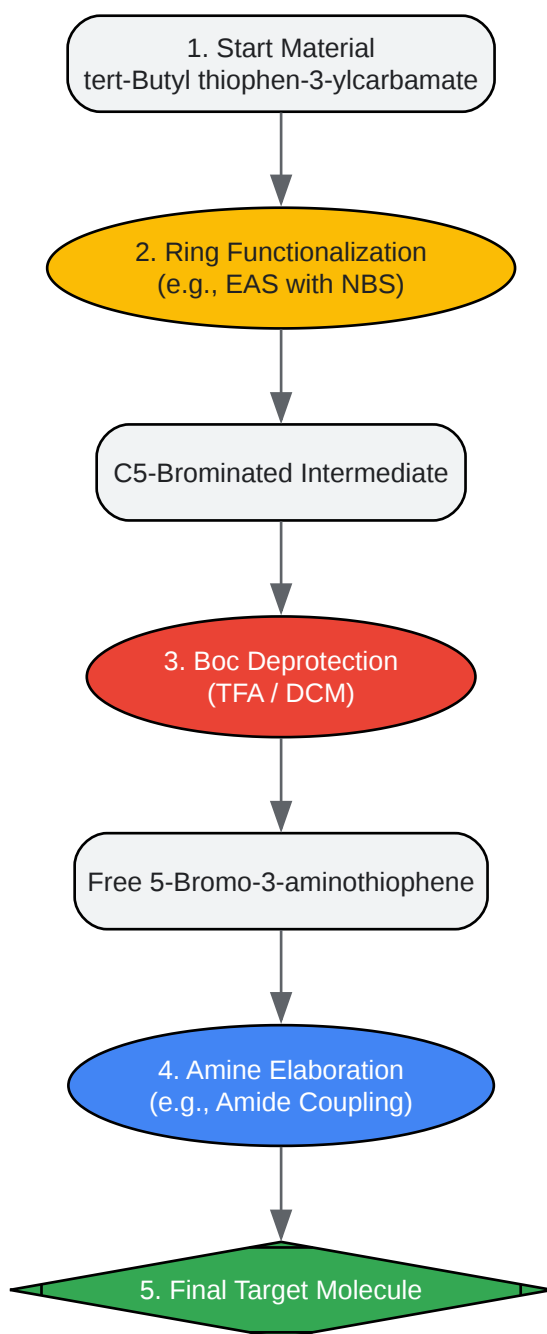 1. Start Material
tert-Butyl thiophen-3-ylcarbamate
2. Ring Functionalization
(e.g., EAS with NBS)
C5-Brominated Intermediate
3. Boc Deprotection
(TFA / DCM)
Free 5-Bromo-3-aminothiophene
4. Amine Elaboration
(e.g., Amide Coupling)
5. Final Target Molecule